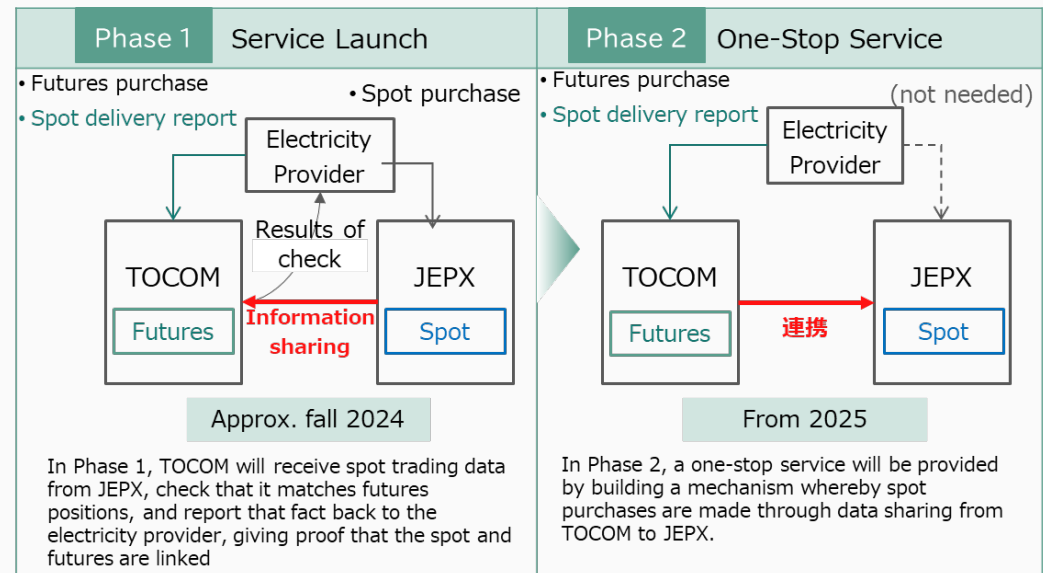 Phase 1 Service Launch
• Futures purchase
• Spot delivery report
• Spot purchase
Electricity
Provider
Results of
check
TOCOM
Futures
Information
sharing
JEPX
Spot
Approx. fall 2024
In Phase 1, TOCOM will receive spot trading data
from JEPX, check that it matches futures
positions, and report that fact back to the
electricity provider, giving proof that the spot and
futures are linked
Phase 2 One-Stop Service
• Futures purchase
• Spot delivery report
(not needed)
Electricity
Provider
TOCOM
Futures
連携
JEPX
Spot
From 2025
In Phase 2, a one-stop service will be provided
by building a mechanism whereby spot
purchases are made through data sharing from
TOCOM to JEPX.